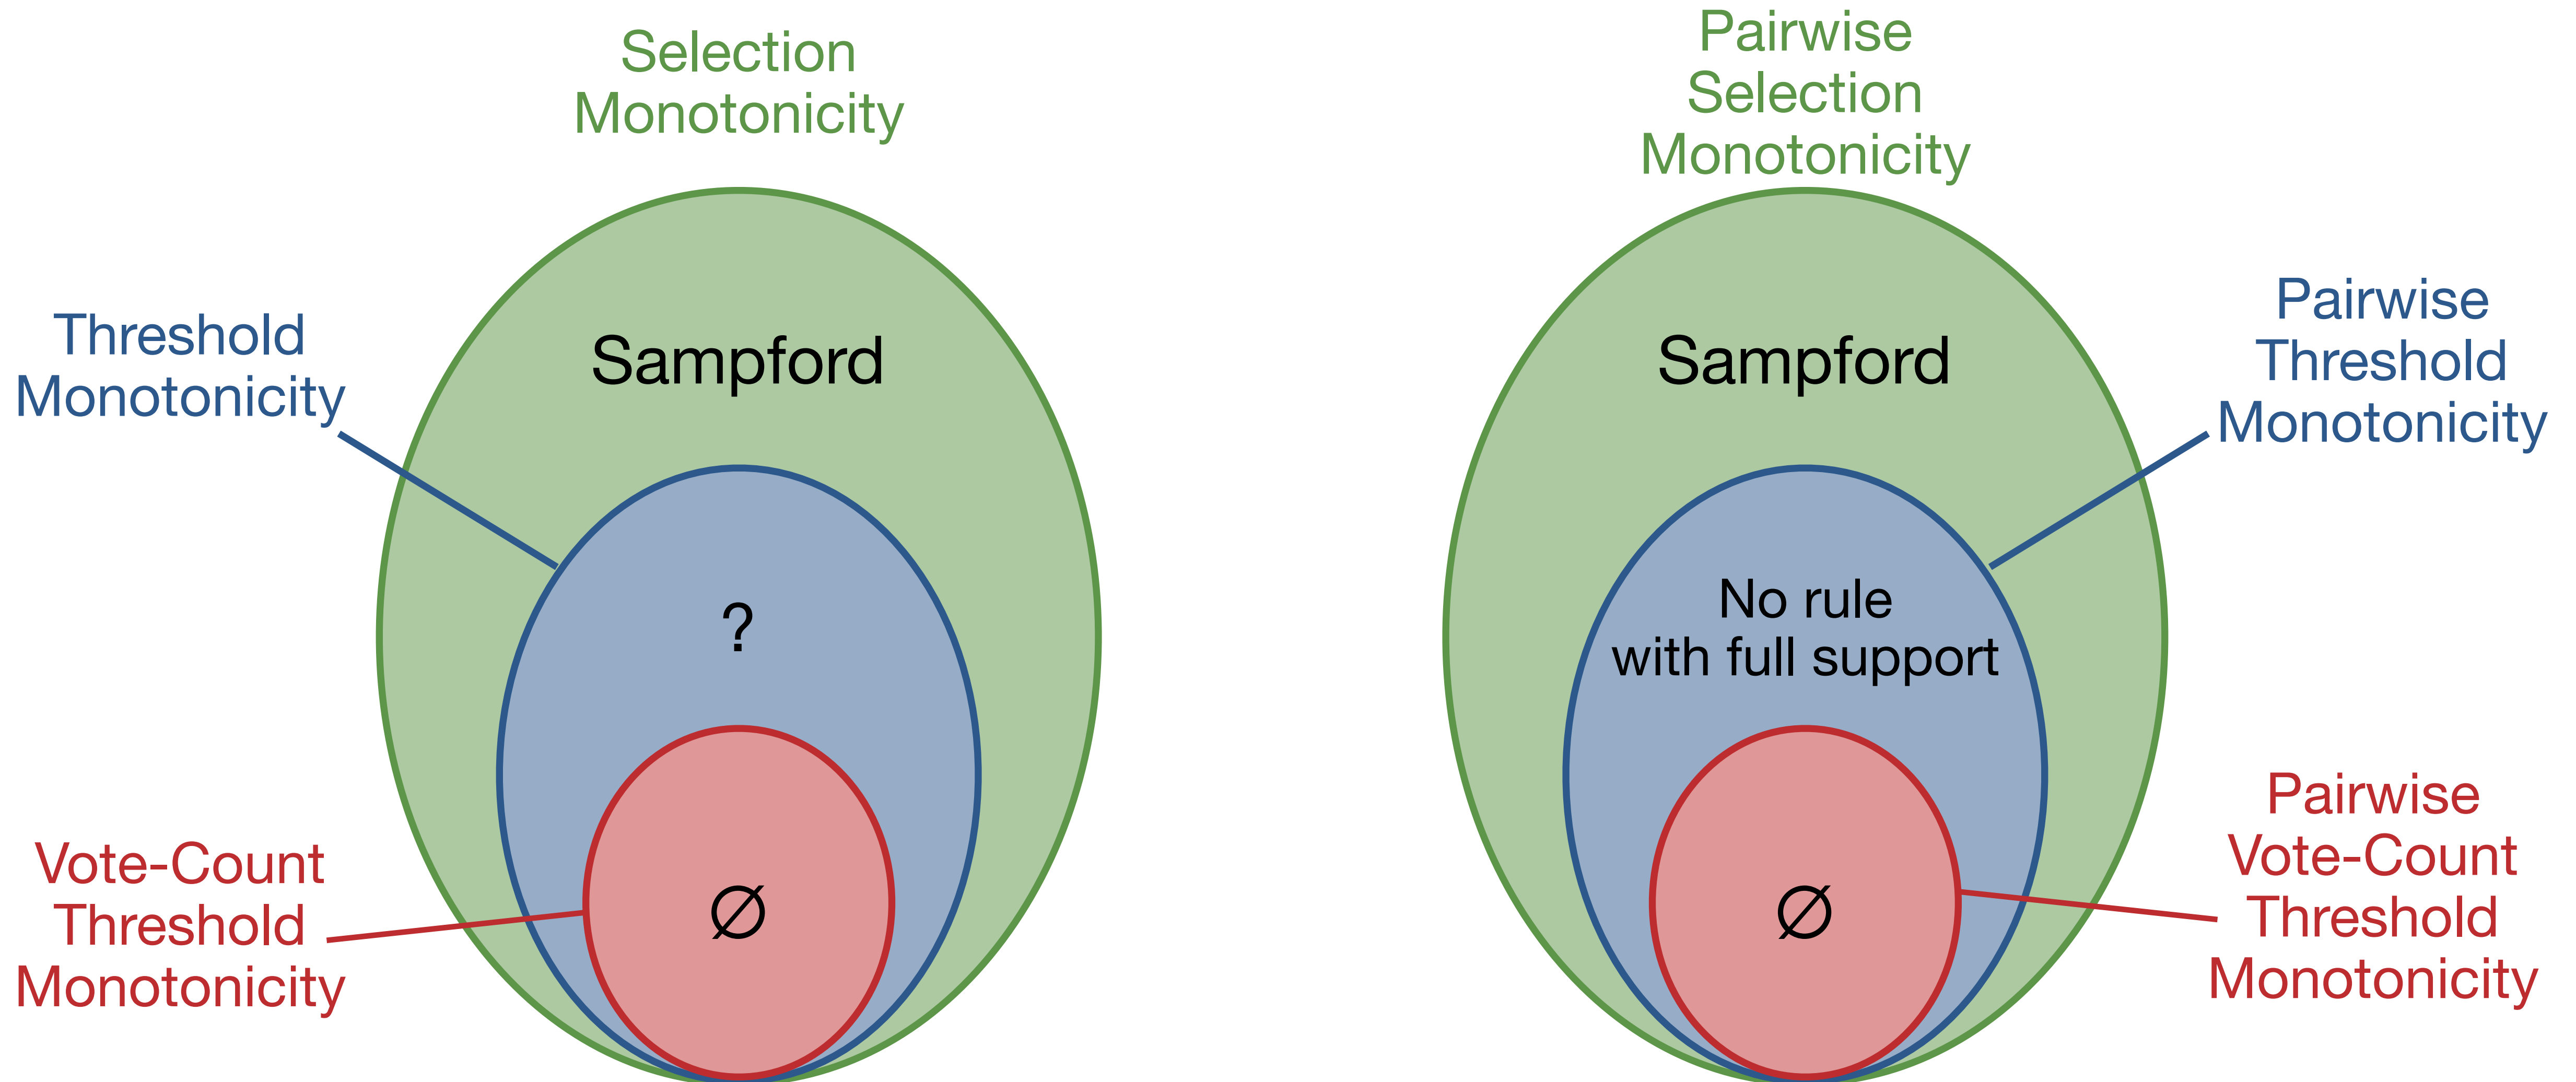 Selection
Monotonicity
Threshold
Monotonicity
Sampford
?
Vote-Count
Threshold
Monotonicity
∅
Pairwise
Selection
Monotonicity
Sampford
Pairwise
Threshold
Monotonicity
No rule
with full support
Pairwise
Vote-Count
Threshold
Monotonicity
∅